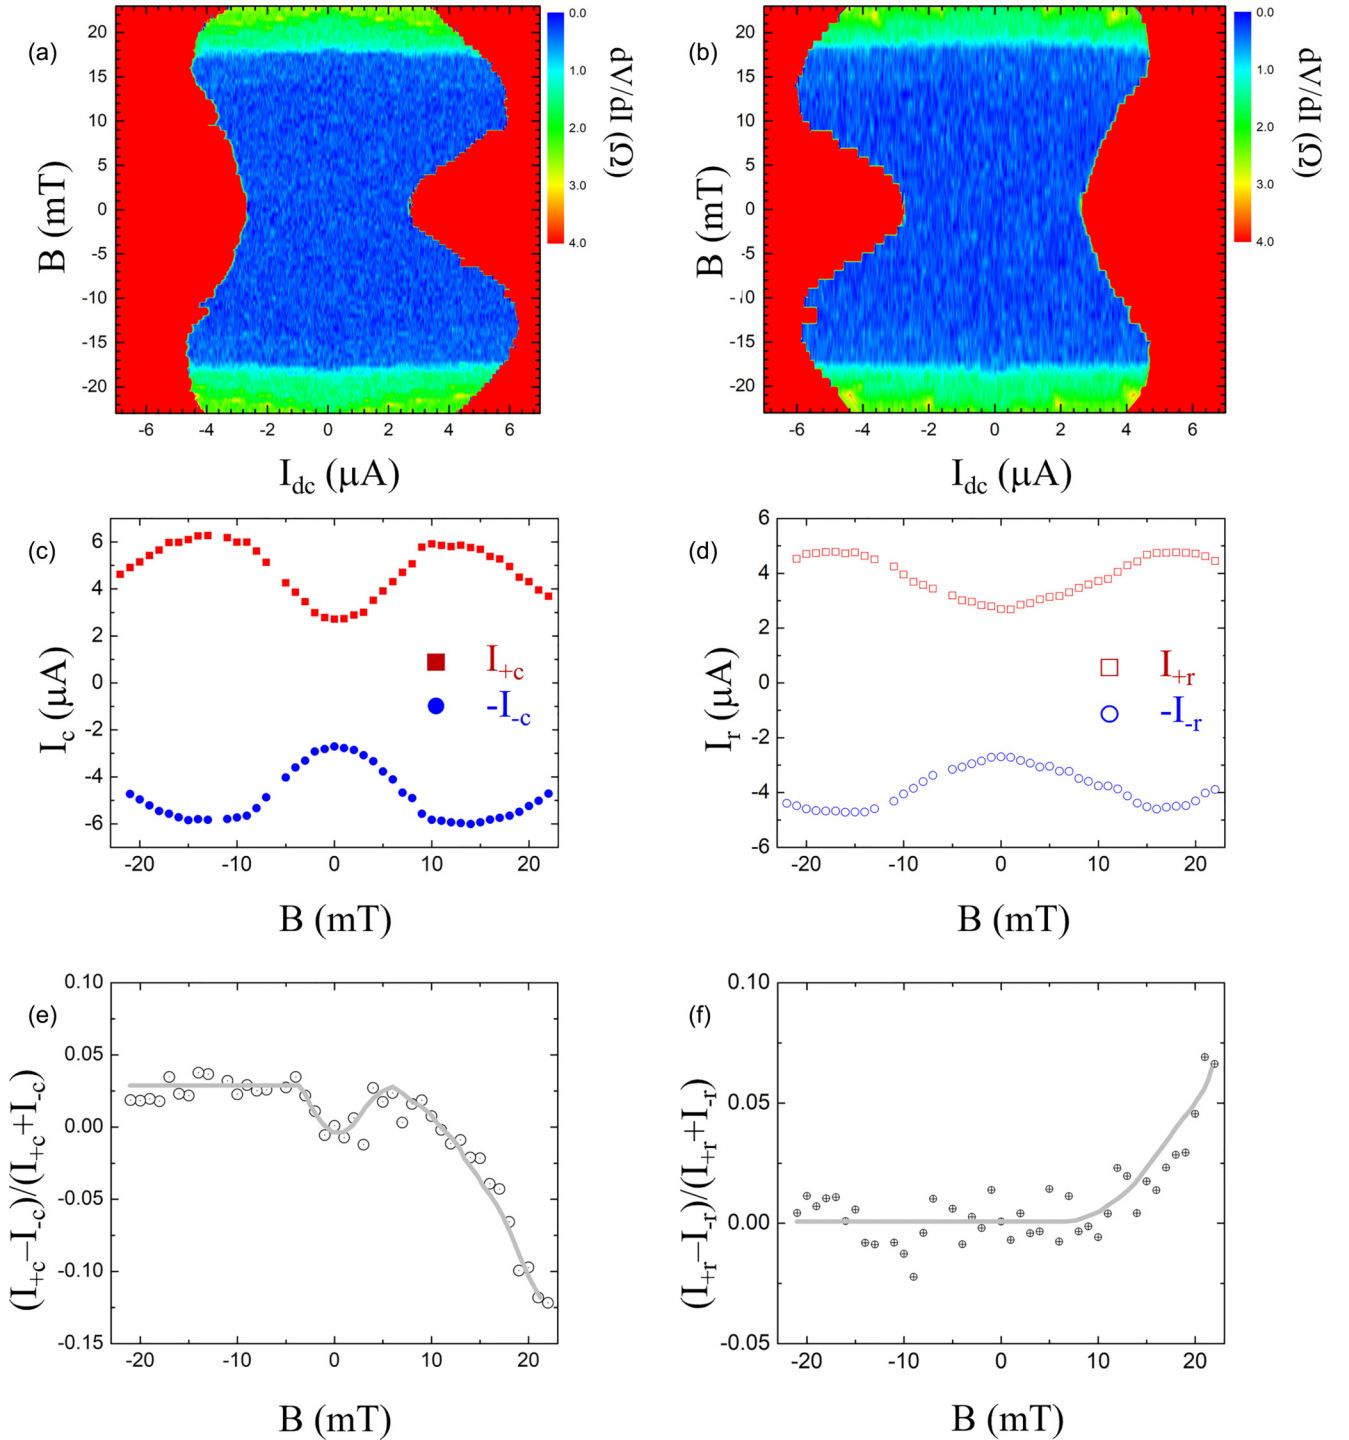 (a)
20
15
10
5
0
-5
-10
-15
-20
B (mT)
-6 -4 -2 0 2 4 6
I_dc (μA)
0.0
1.0
2.0
3.0
4.0
dV/dI (Ω)
(b)
20
15
10
5
0
-5
-10
-15
-20
B (mT)
-6 -4 -2 0 2 4 6
I_dc (μA)
0.0
1.0
2.0
3.0
4.0
dV/dI (Ω)
(c)
6
4
2
0
-2
-4
-6
I_c (μA)
I_+c
-I_-c
-20 -10 0 10 20
B (mT)
(d)
6
4
2
0
-2
-4
-6
I_r (μA)
I_+r
-I_-r
-20 -10 0 10 20
B (mT)
(e)
0.10
0.05
0.00
-0.05
-0.10
-0.15
(I_+c−I_-c)/(I_+c+I_-c)
-20 -10 0 10 20
B (mT)
(f)
0.10
0.05
0.00
-0.05
(I_+r−I_-r)/(I_+r+I_-r)
-20 -10 0 10 20
B (mT)